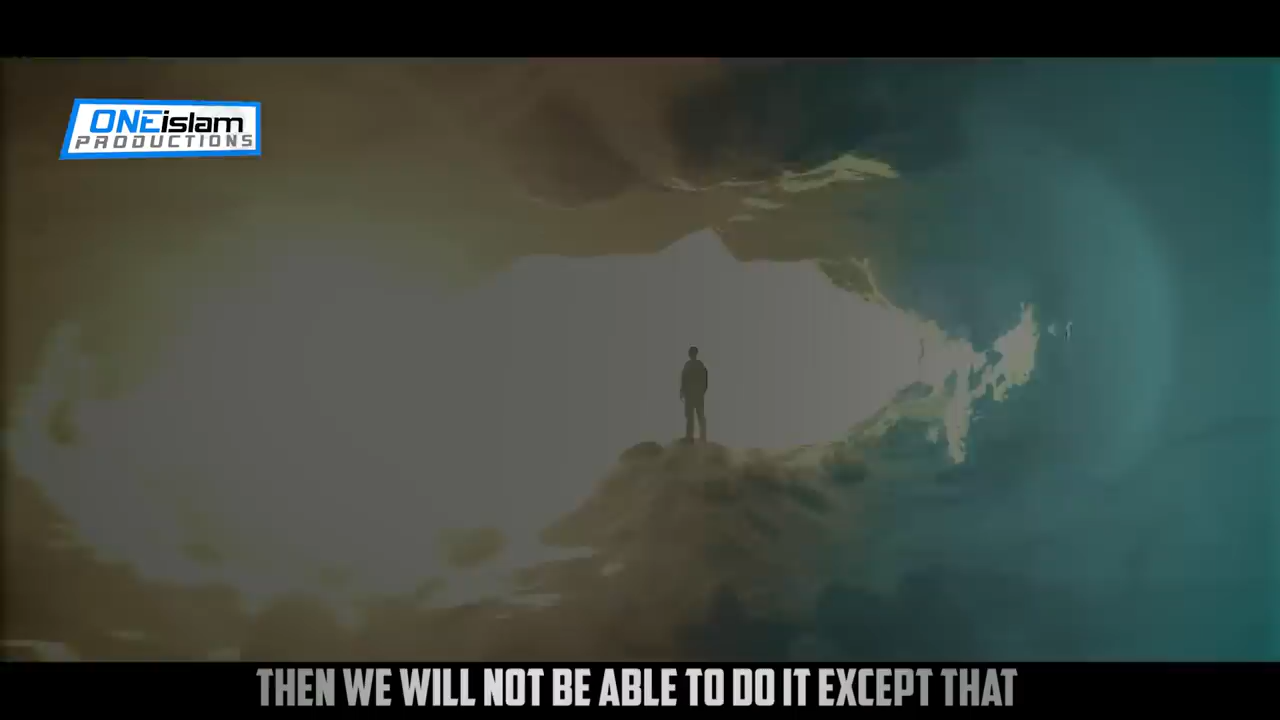 ONEislam
PRODUCTIONS
THEN WE WILL NOT BE ABLE TO DO IT EXCEPT THAT